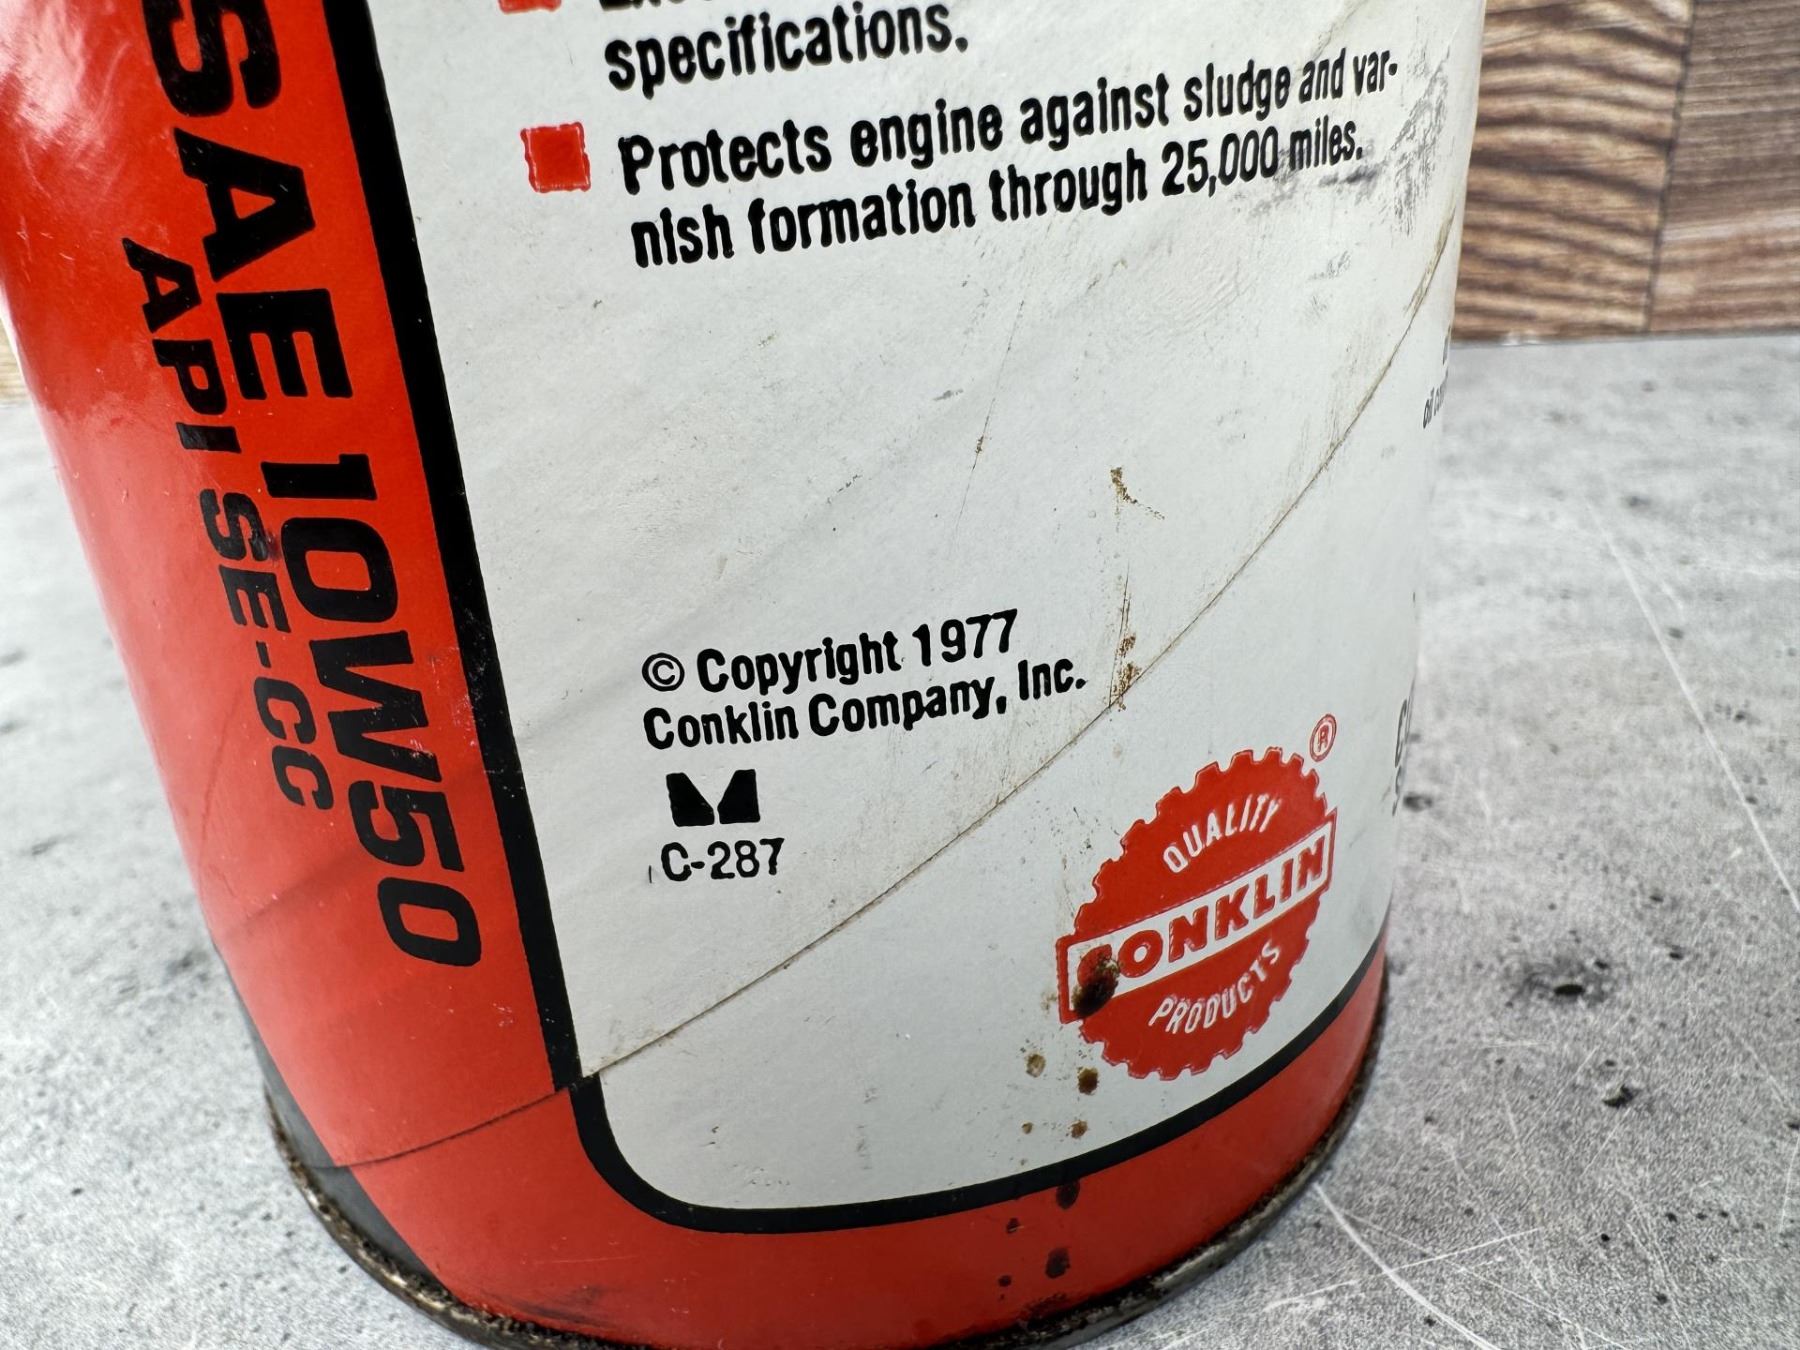 specifications.
Protects engine against sludge and var-
nish formation through 25,000 miles.
SAE 10W50
API SE-CC
© Copyright 1977
Conklin Company, Inc.
C-287
®
QUALITY
CONKLIN
PRODUCTS
oil